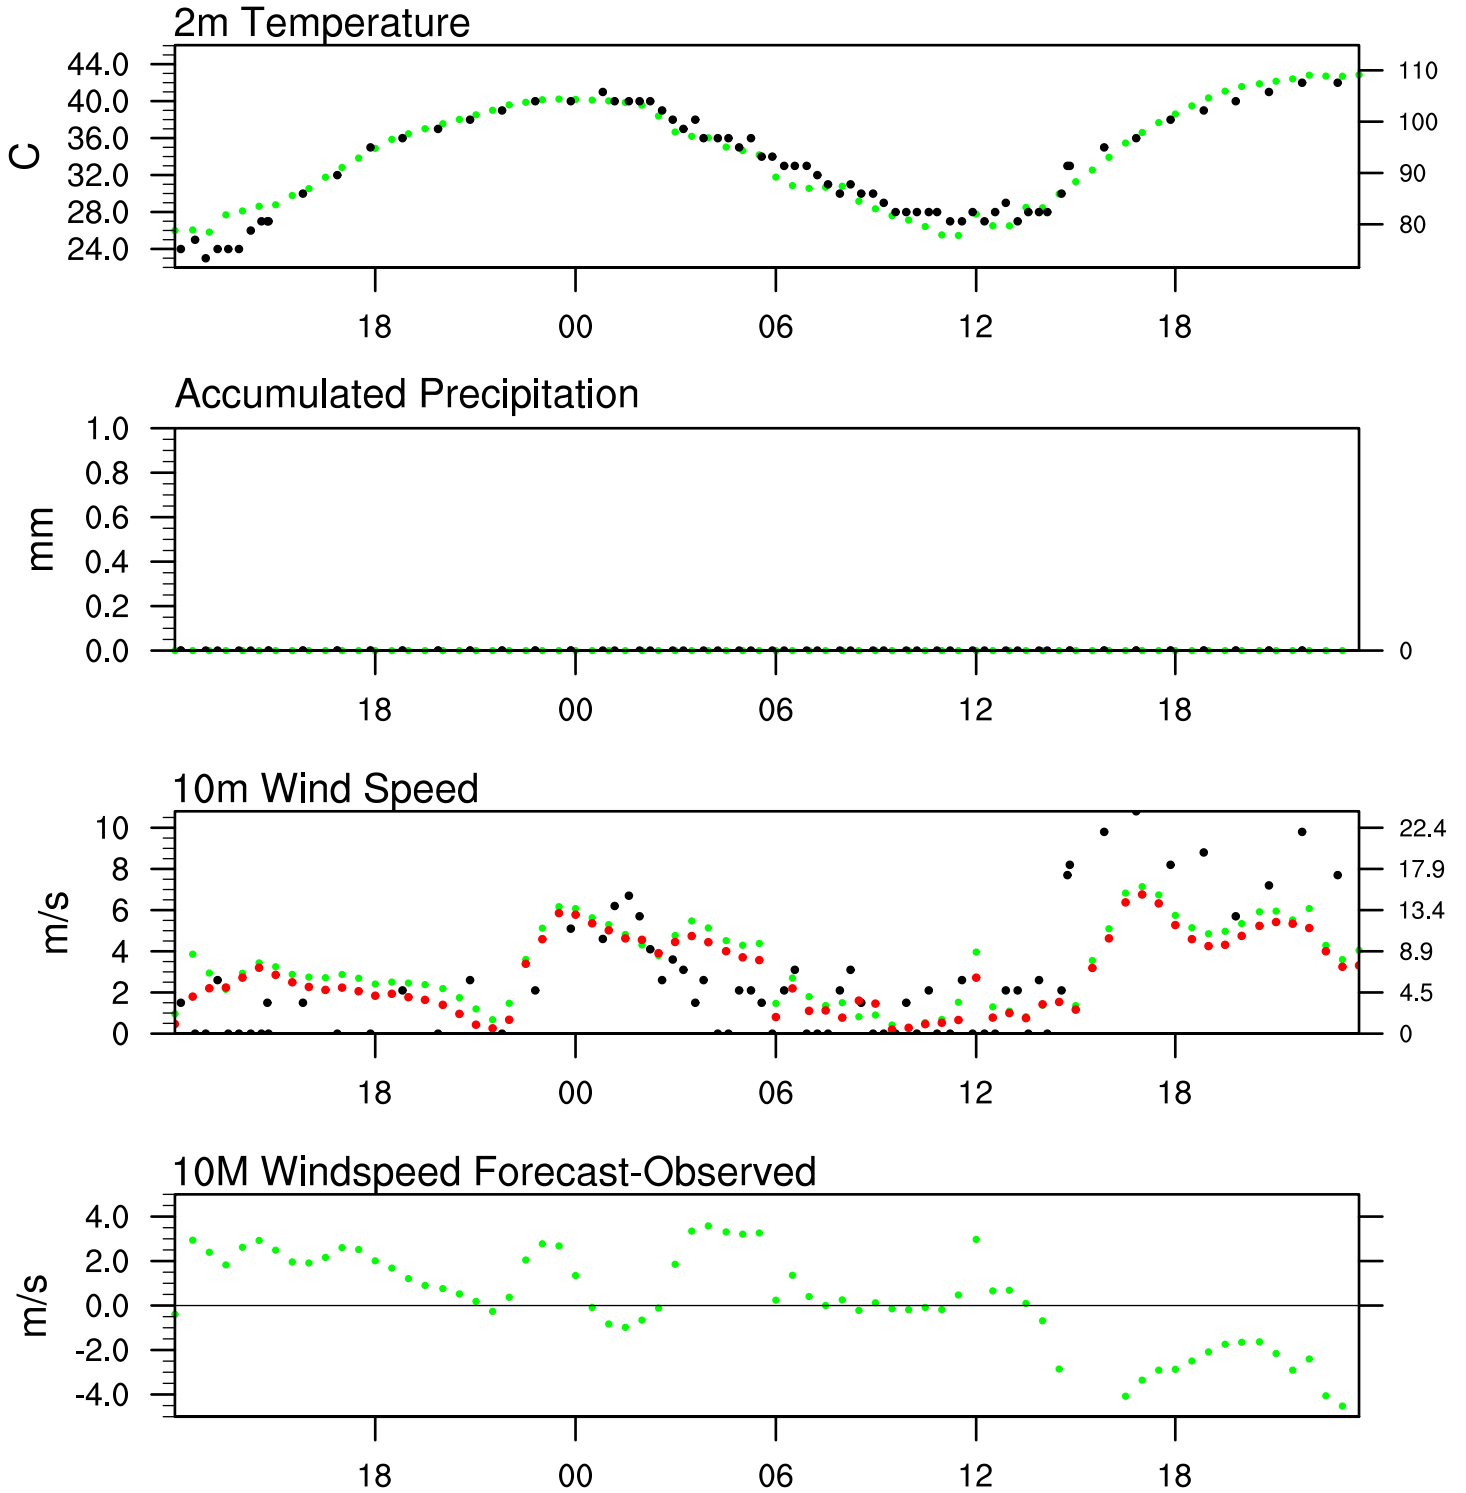 2m Temperature
44.0
40.0
36.0
32.0
28.0
24.0
C
110
100
90
80
18 00 06 12 18
Accumulated Precipitation
1.0
0.8
0.6
0.4
0.2
0.0
mm
0
18 00 06 12 18
10m Wind Speed
10
8
6
4
2
0
m/s
22.4
17.9
13.4
8.9
4.5
0
18 00 06 12 18
10M Windspeed Forecast-Observed
4.0
2.0
0.0
-2.0
-4.0
m/s
18 00 06 12 18